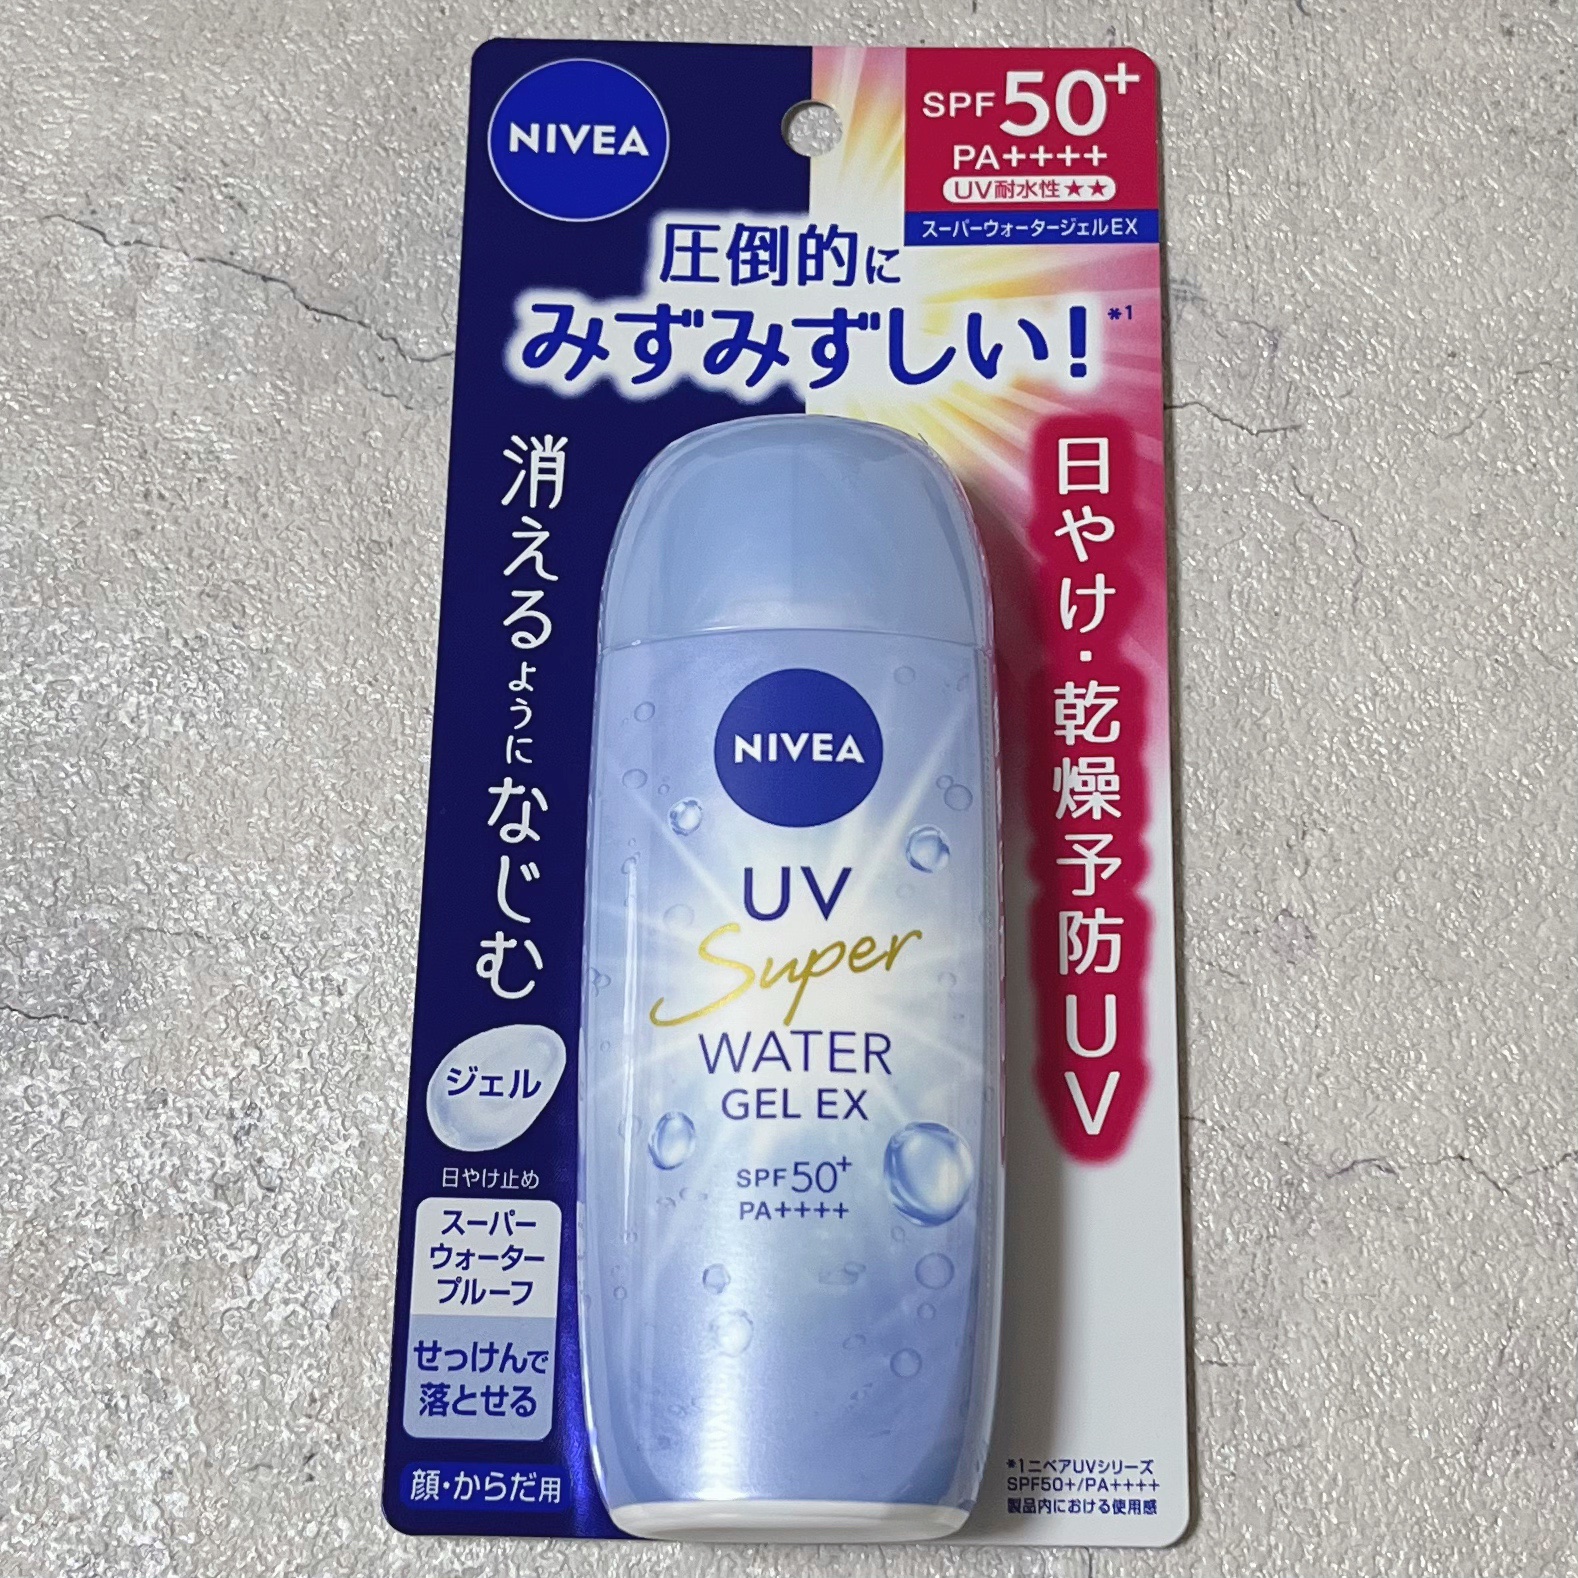 NIVEA
SPF50+
PA++++
UV耐水性★★
スーパーウォータージェルEX
圧倒的に
みずみずしい!*1
消えるようになじむ
日やけ・乾燥予防UV
NIVEA
UV
Super
WATER
GEL EX
SPF50+
PA++++
ジェル
日やけ止め
スーパー
ウォーター
プルーフ
せっけんで
落とせる
顔・からだ用
*1ニベアUVシリーズ
SPF50+/PA++++
製品内における使用感